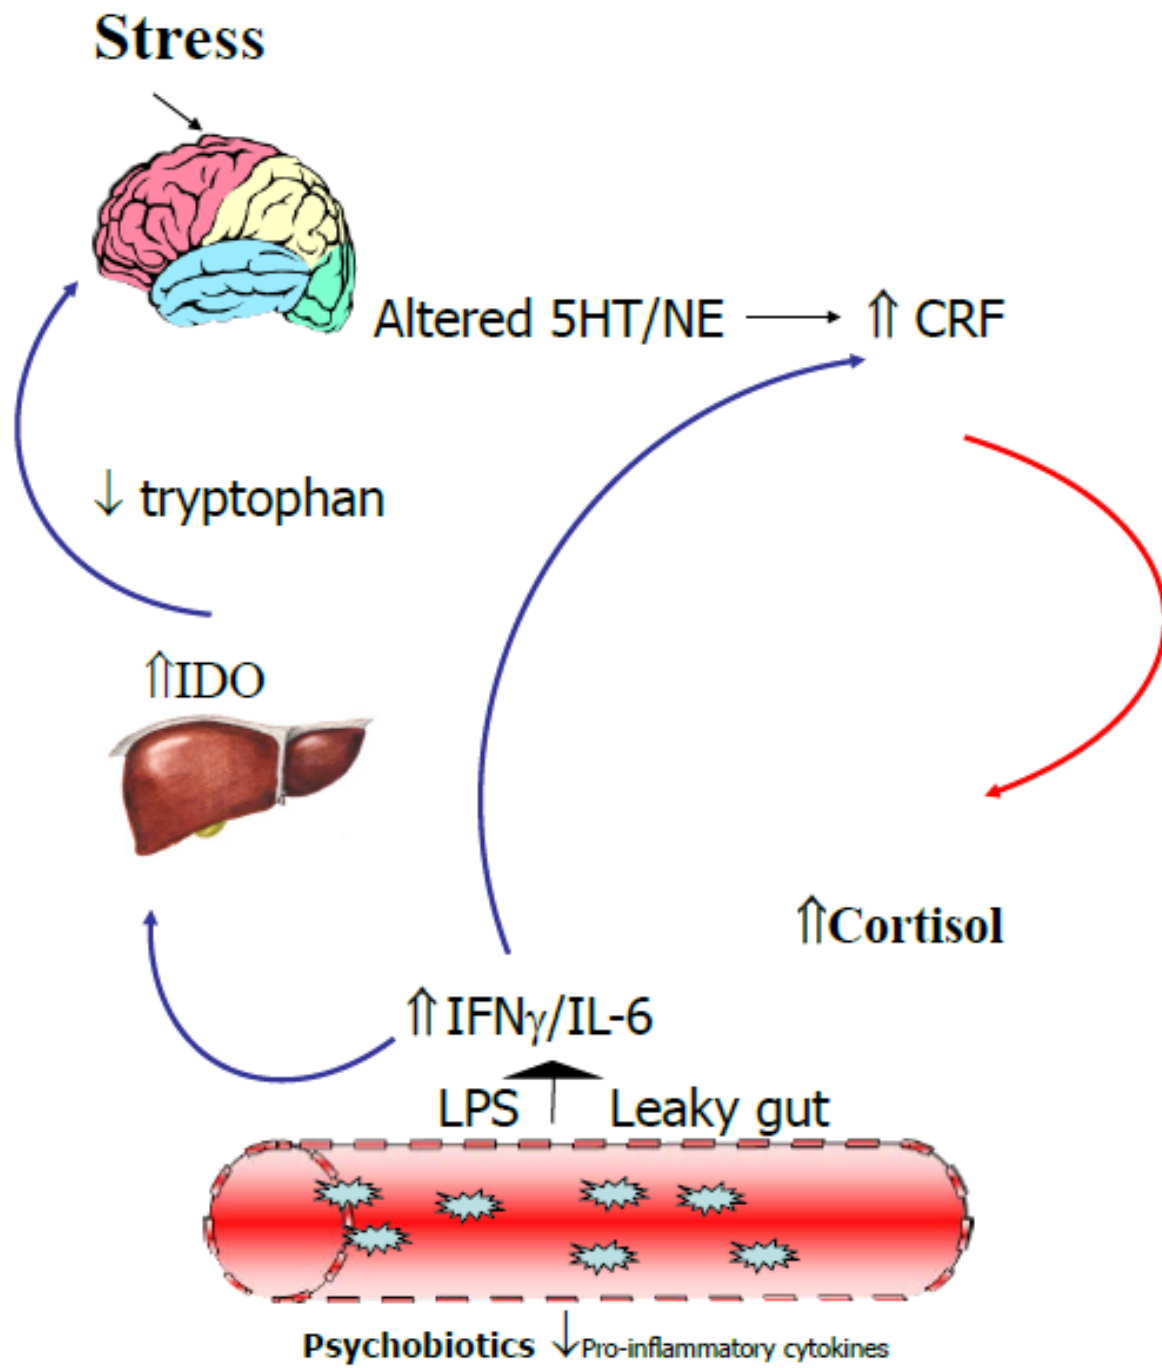 Stress
Altered 5HT/NE ⇑ CRF
↓ tryptophan
⇑IDO
⇑Cortisol
⇑ IFNγ/IL-6
LPS Leaky gut
Psychobiotics ↓Pro-inflammatory cytokines